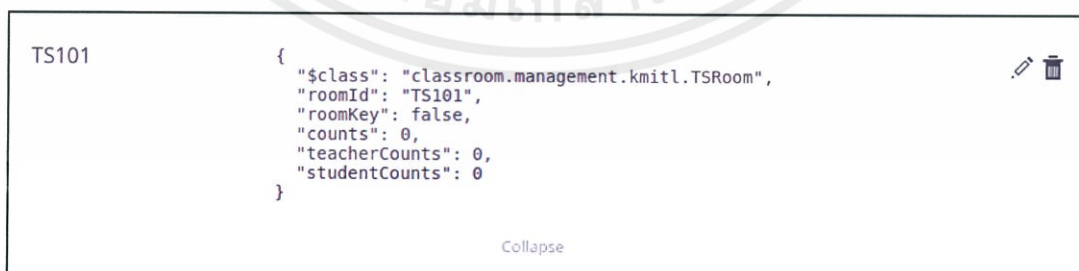 TS101
{
"$class": "classroom.management.kmitl.TSRoom",
"roomId": "TS101",
"roomKey": false,
"counts": 0,
"teacherCounts": 0,
"studentCounts": 0
}
Collapse